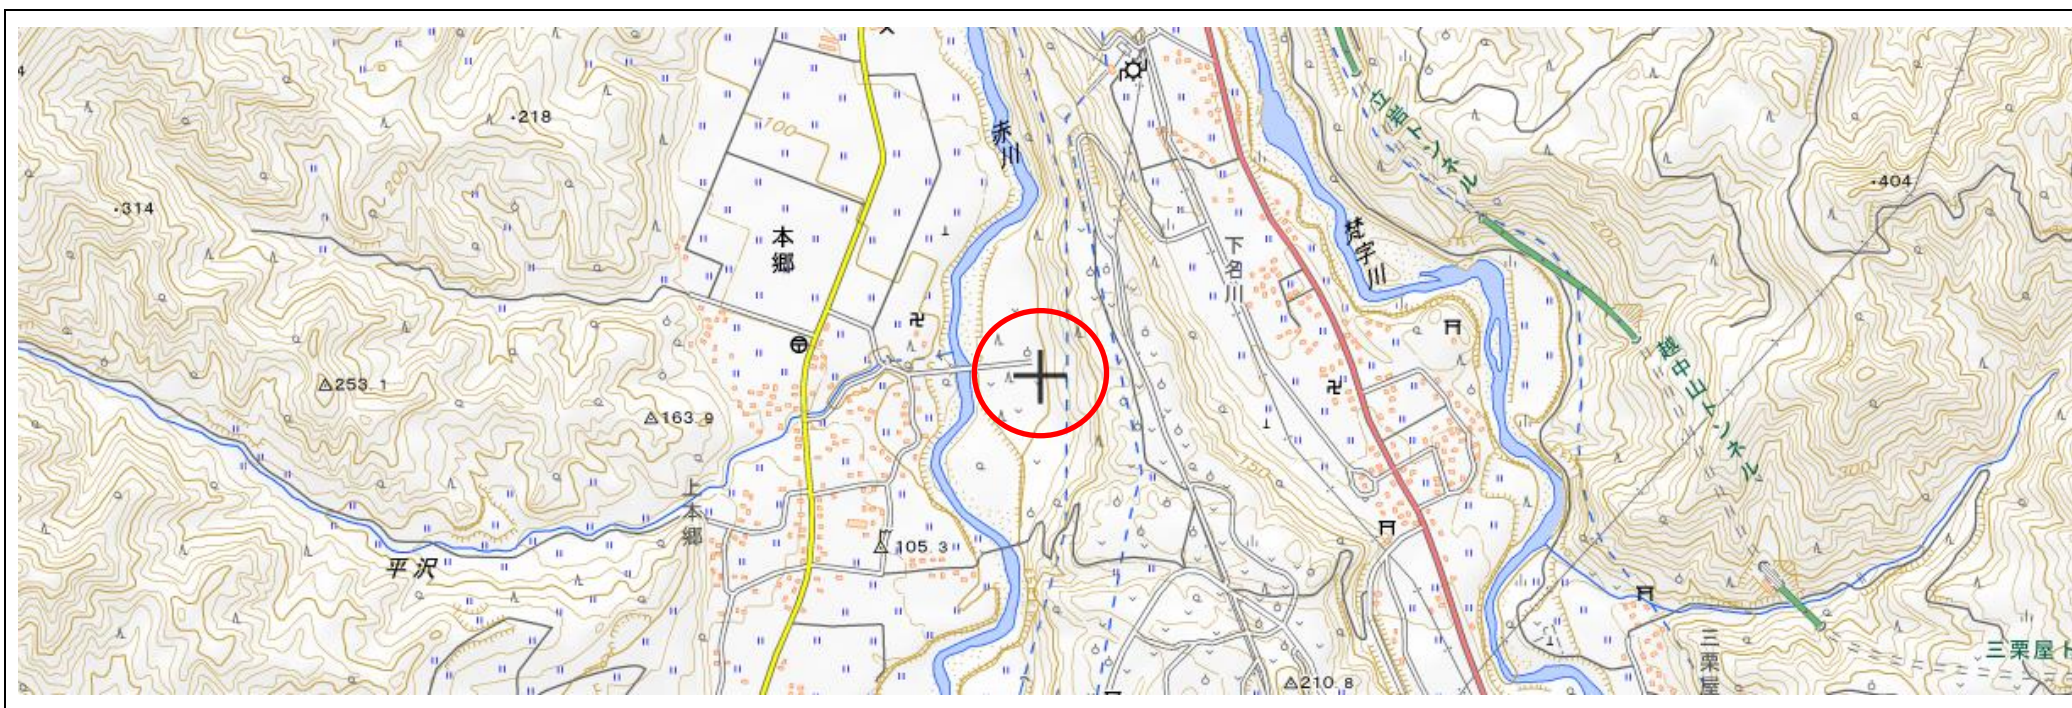 218
404
314
100
200
200
赤川
立岩トンネル
梵字川
本郷
下名川
越中山トンネル
253.1
163.9
150
上本郷
105.3
平沢
三栗屋
三栗屋ト
210.8